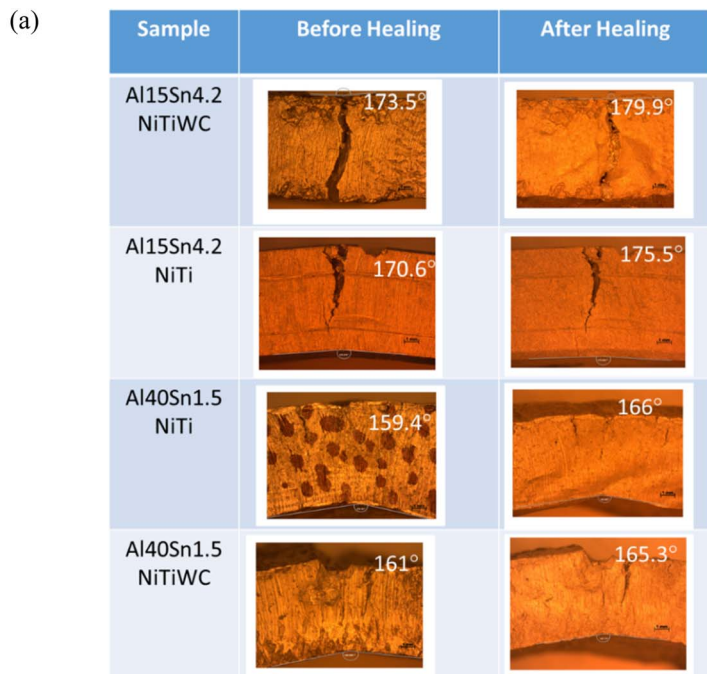 (a)
Sample Before Healing After Healing
Al15Sn4.2
NiTiWC
173.5°
179.9°
Al15Sn4.2
NiTi
170.6°
175.5°
Al40Sn1.5
NiTi
159.4°
166°
Al40Sn1.5
NiTiWC
161°
165.3°